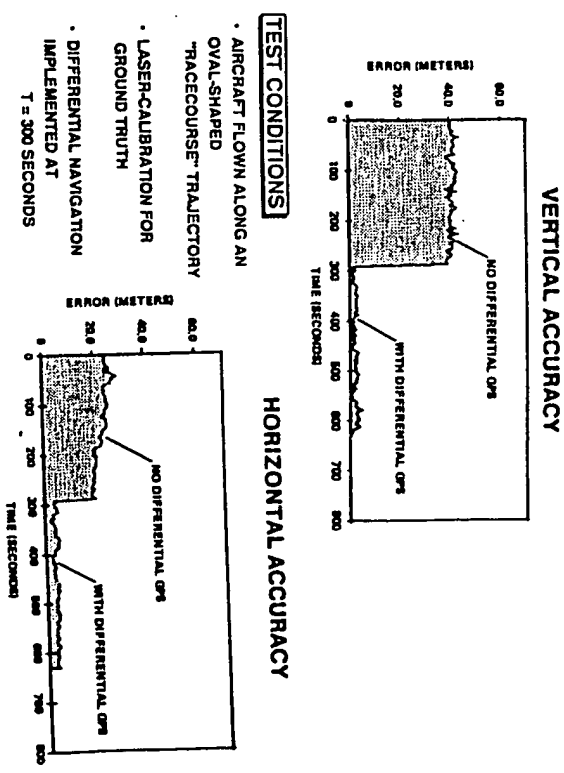 VERTICAL ACCURACY
ERROR (METERS)
60.0
40.0
20.0
0
0
100
200
300
400
500
600
700
800
TIME (SECONDS)
NO DIFFERENTIAL GPS
WITH DIFFERENTIAL GPS
TEST CONDITIONS
• AIRCRAFT FLOWN ALONG AN
OVAL-SHAPED
"RACECOURSE" TRAJECTORY
• LASER-CALIBRATION FOR
GROUND TRUTH
• DIFFERENTIAL NAVIGATION
IMPLEMENTED AT
T = 300 SECONDS
HORIZONTAL ACCURACY
ERROR (METERS)
60.0
40.0
20.0
0
0
100
200
300
400
500
600
700
800
TIME (SECONDS)
NO DIFFERENTIAL GPS
WITH DIFFERENTIAL GPS